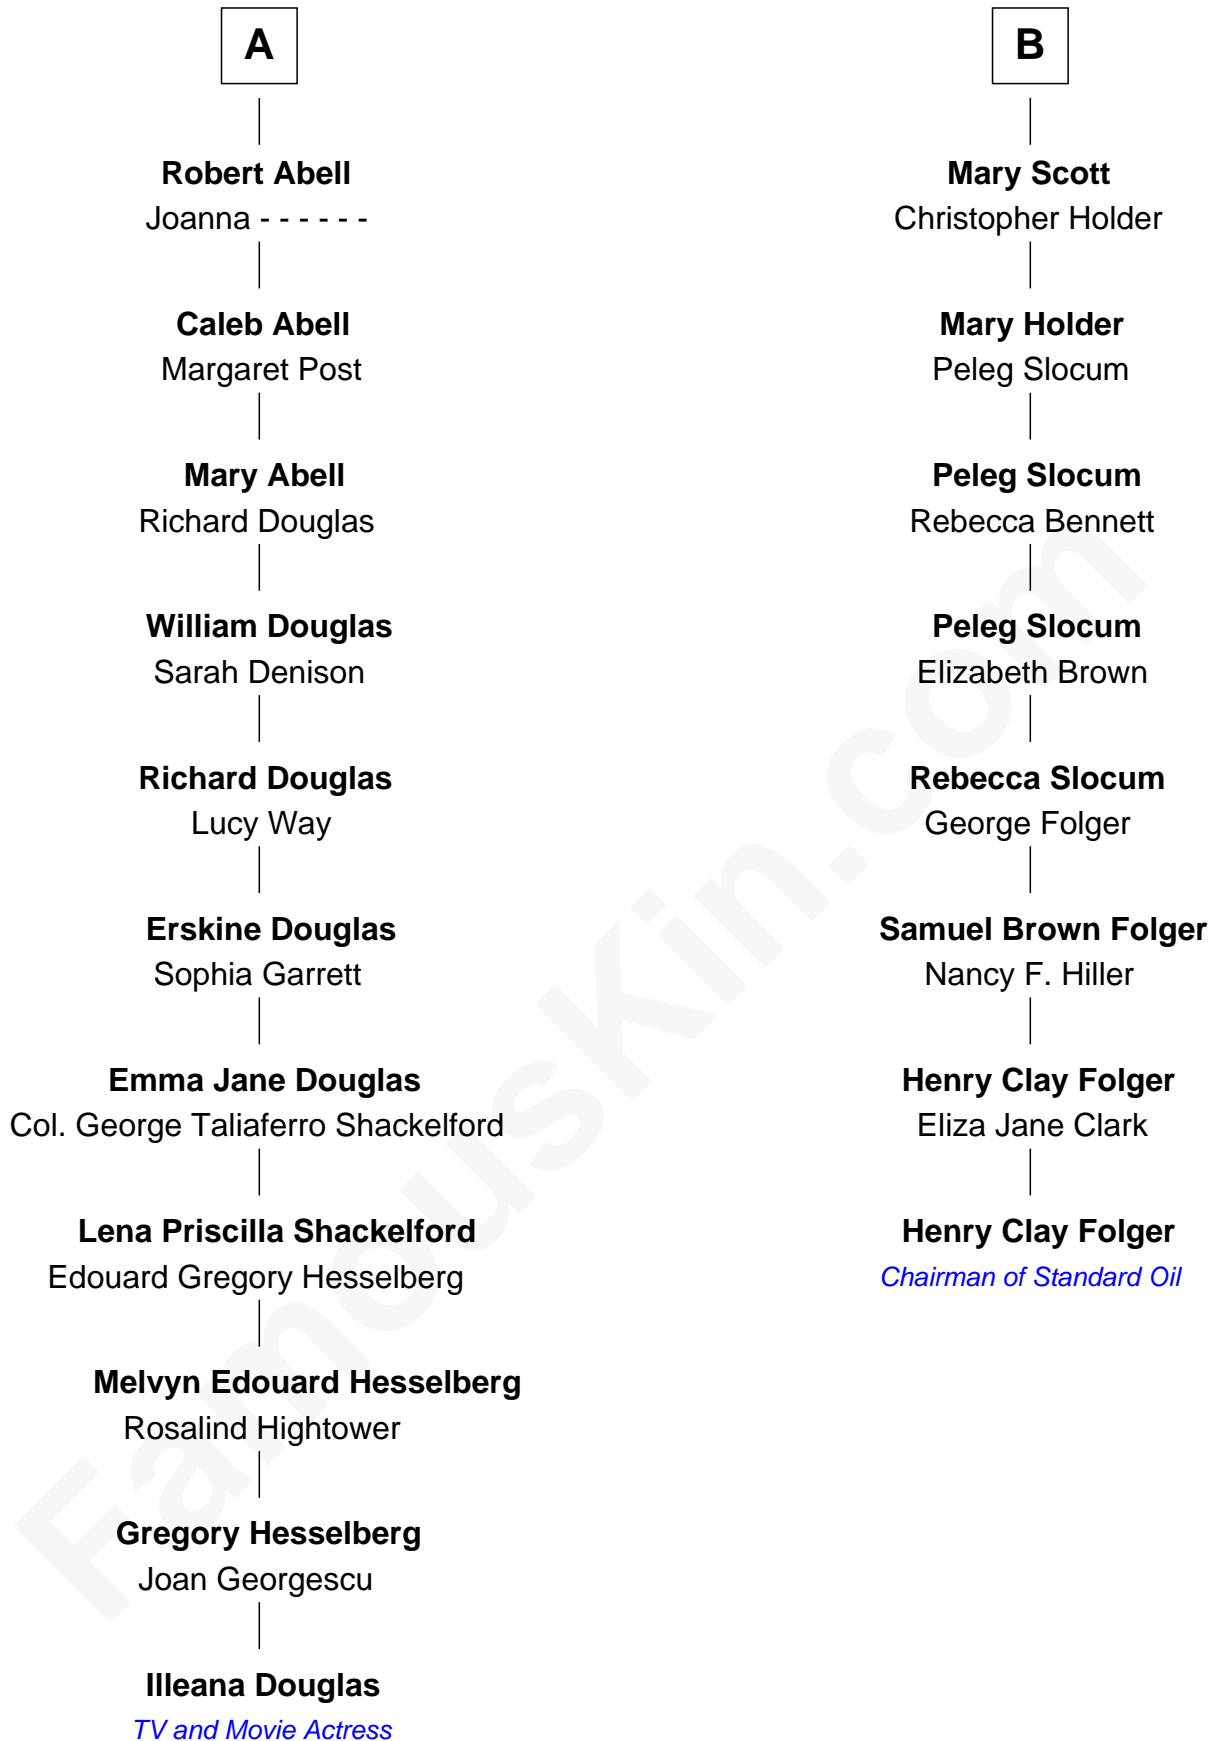 A
Robert Abell
Joanna - - - - - -
Caleb Abell
Margaret Post
Mary Abell
Richard Douglas
William Douglas
Sarah Denison
Richard Douglas
Lucy Way
Erskine Douglas
Sophia Garrett
Emma Jane Douglas
Col. George Taliaferro Shackelford
Lena Priscilla Shackelford
Edouard Gregory Hesselberg
Melvyn Edouard Hesselberg
Rosalind Hightower
Gregory Hesselberg
Joan Georgescu
Illeana Douglas
TV and Movie Actress
B
Mary Scott
Christopher Holder
Mary Holder
Peleg Slocum
Peleg Slocum
Rebecca Bennett
Peleg Slocum
Elizabeth Brown
Rebecca Slocum
George Folger
Samuel Brown Folger
Nancy F. Hiller
Henry Clay Folger
Eliza Jane Clark
Henry Clay Folger
Chairman of Standard Oil
FamousKin.com